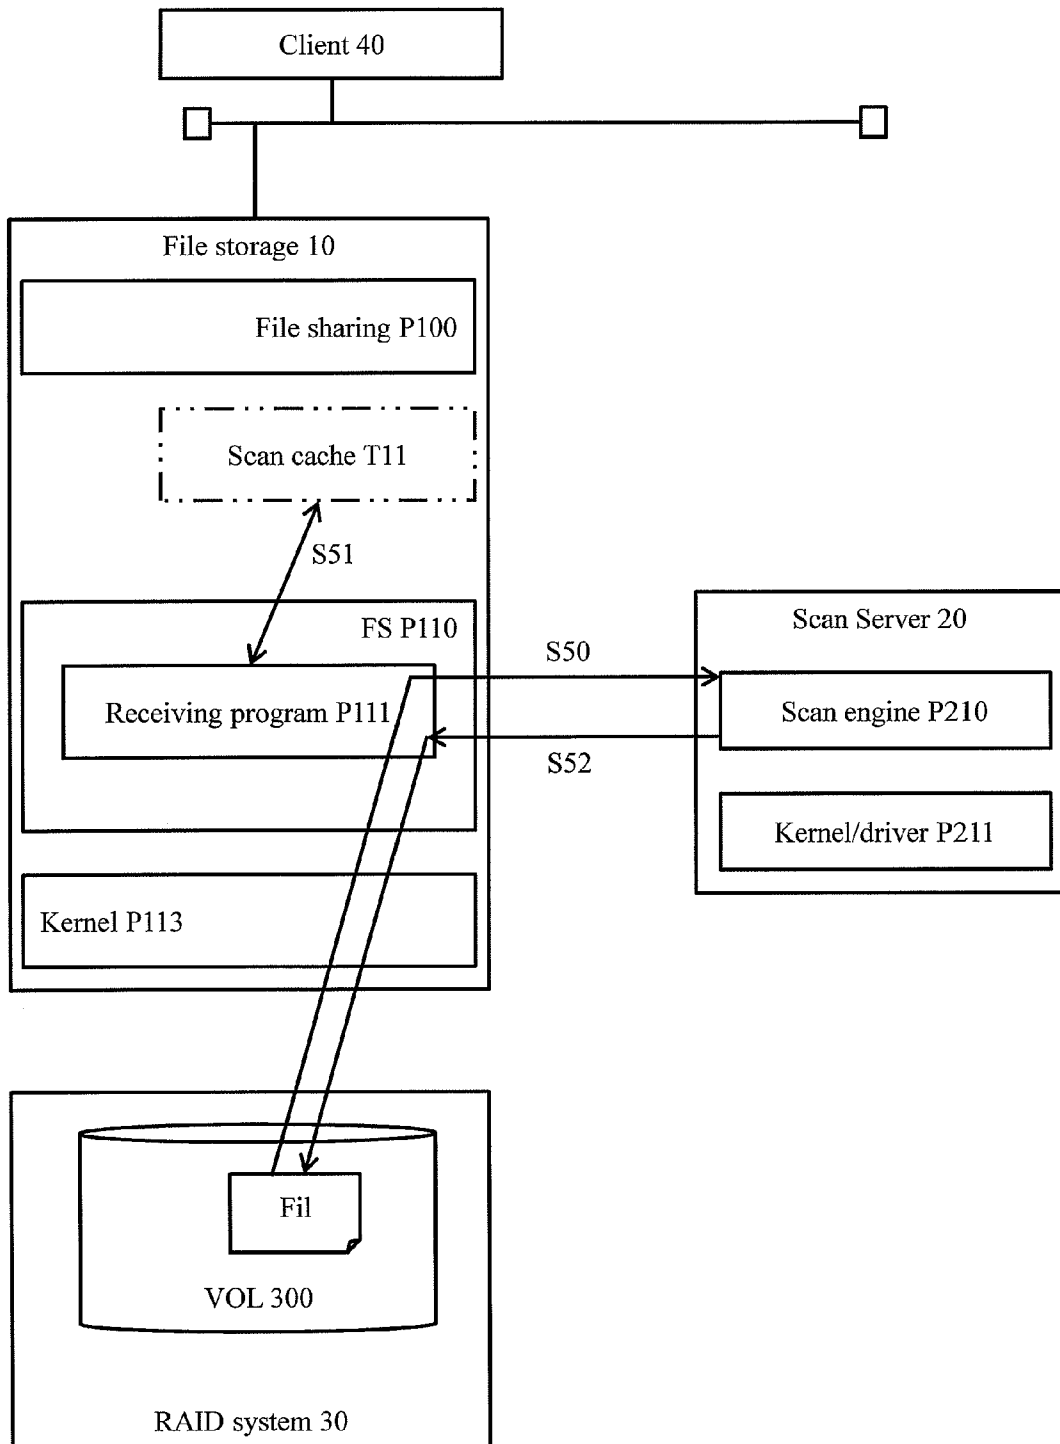 Client 40
File storage 10
File sharing P100
Scan cache T11
S51
FS P110
Receiving program P111
S50
S52
Scan Server 20
Scan engine P210
Kernel/driver P211
Kernel P113
Fil
VOL 300
RAID system 30